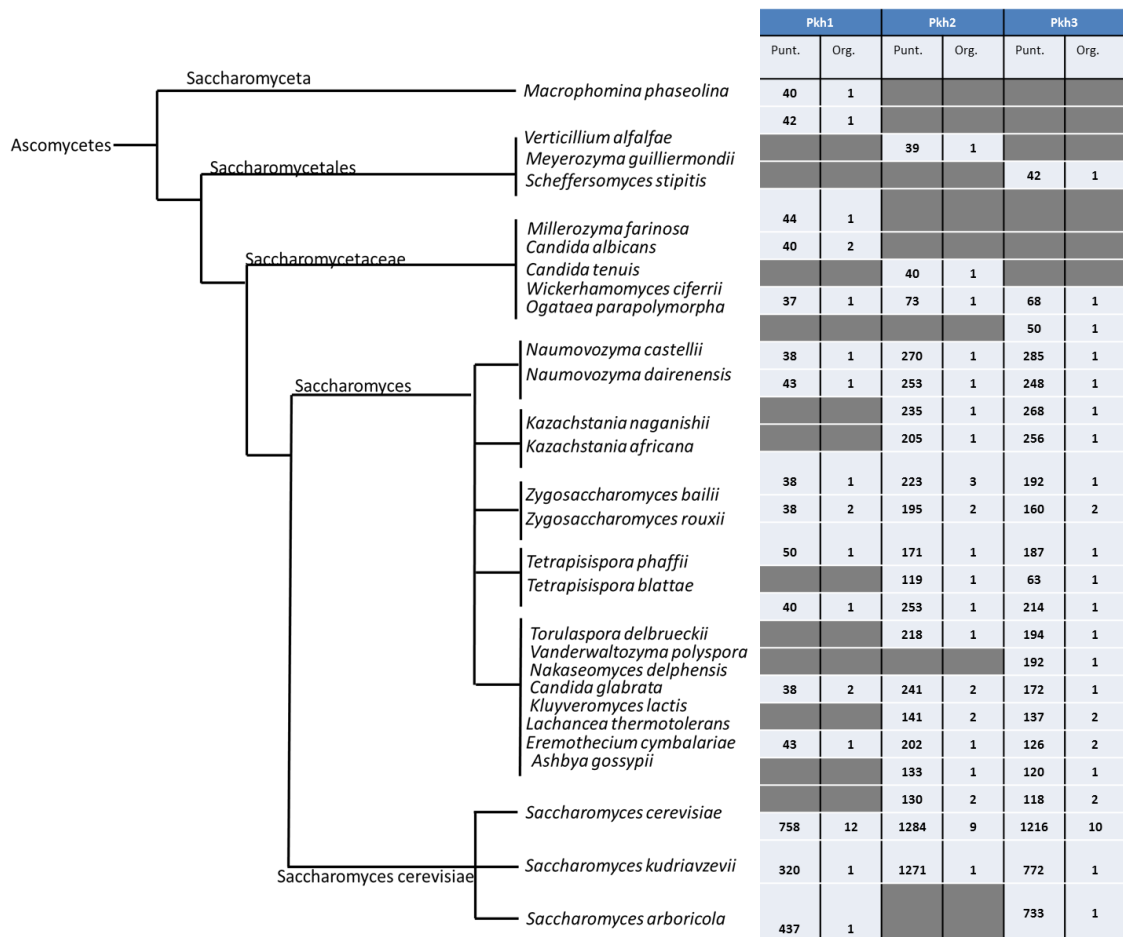 Pkh1 Pkh2 Pkh3
Punt. Org. Punt. Org. Punt. Org.
Saccharomyceta
Macrophomina phaseolina 40 1
42 1
Ascomycetes
Verticillium alfalfae 39 1
Meyerozyma guilliermondii
Saccharomycetales
Scheffersomyces stipitis 42 1
44 1
Millerozyma farinosa
Candida albicans 40 2
Saccharomycetaceae
Candida tenuis 40 1
Wickerhamomyces ciferrii
Ogataea parapolymorpha 37 1 73 1 68 1
50 1
Naumovozyma castellii 38 1 270 1 285 1
Naumovozyma dairenensis 43 1 253 1 248 1
Saccharomyces
235 1 268 1
Kazachstania naganishii
Kazachstania africana 205 1 256 1
38 1 223 3 192 1
Zygosaccharomyces bailii
Zygosaccharomyces rouxii 38 2 195 2 160 2
50 1 171 1 187 1
Tetrapisispora phaffii
Tetrapisispora blattae 119 1 63 1
40 1 253 1 214 1
Torulaspora delbrueckii 218 1 194 1
Vanderwaltozyma polyspora 192 1
Nakaseomyces delphensis
Candida glabrata 38 2 241 2 172 1
Kluyveromyces lactis 141 2 137 2
Lachancea thermotolerans
Eremothecium cymbalariae 43 1 202 1 126 2
Ashbya gossypii 133 1 120 1
130 2 118 2
Saccharomyces cerevisiae
758 12 1284 9 1216 10
Saccharomyces kudriavzevii 320 1 1271 1 772 1
Saccharomyces cerevisiae
Saccharomyces arboricola 733 1
437 1